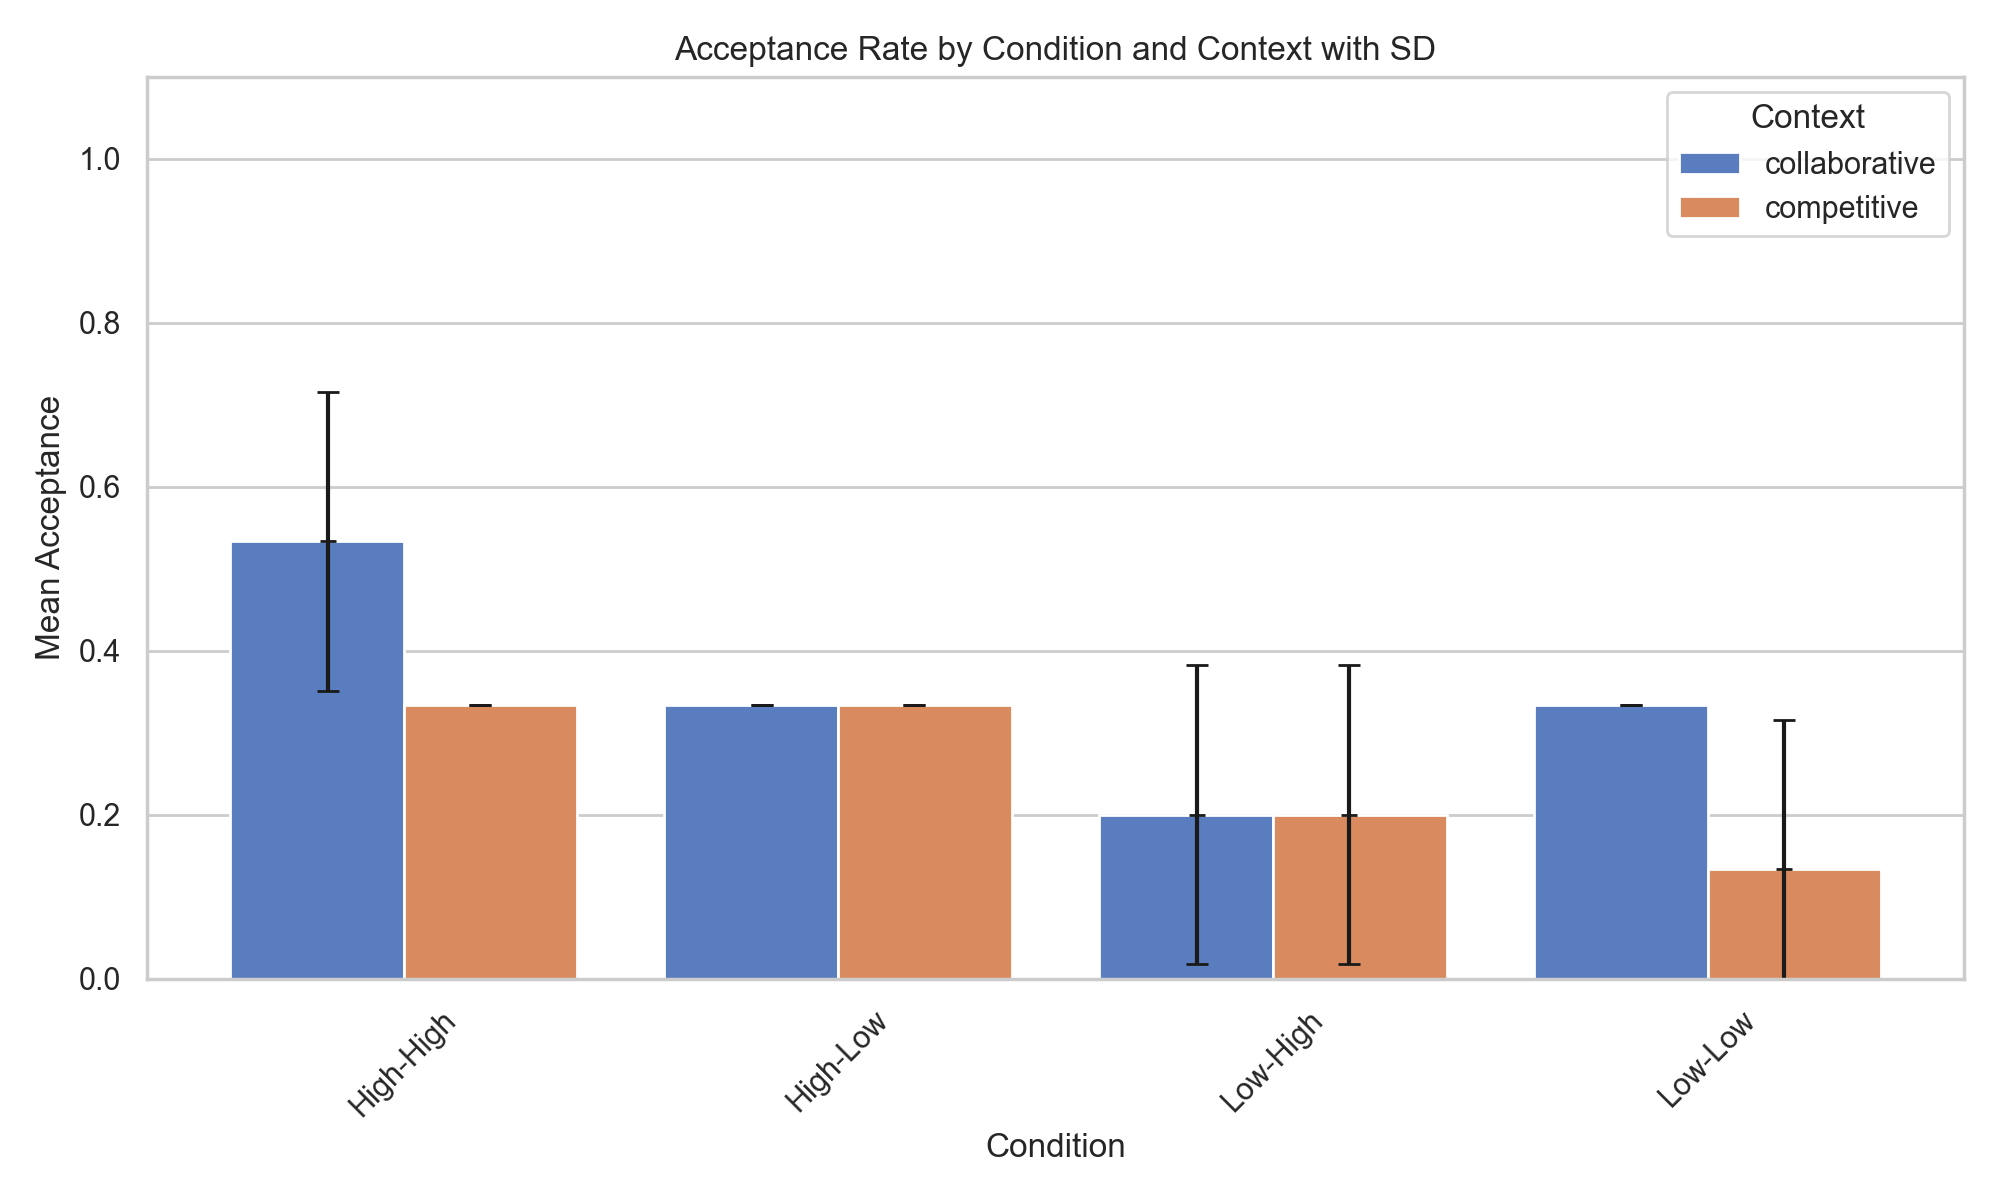 Acceptance Rate by Condition and Context with SD
Context
collaborative
competitive
Mean Acceptance
1.0
0.8
0.6
0.4
0.2
0.0
High-High
High-Low
Low-High
Low-Low
Condition